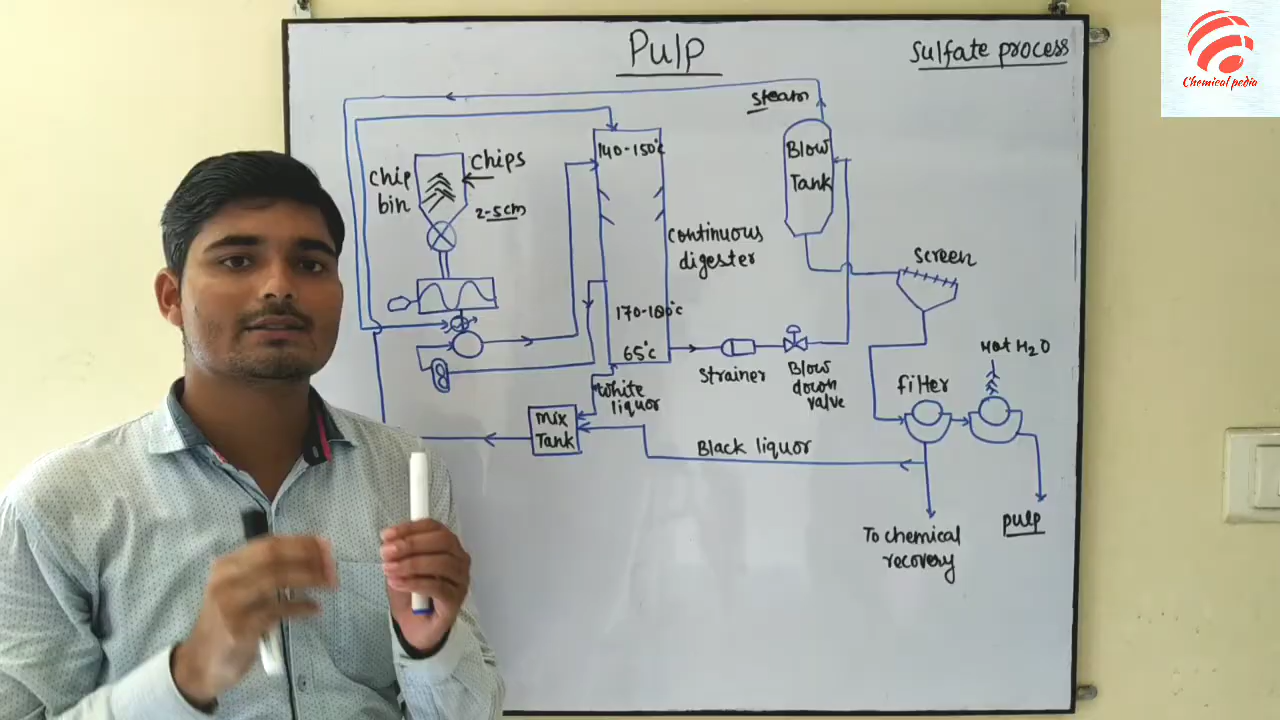 Pulp
Sulfate process
Chemical pedia
steam
140-150°C
Blow
Tank
chips
chip
bin
2-5cm
continuous
digester
screen
170-180°C
65°C
strainer
Blow
down
valve
Hot H2O
filter
white
liquor
Mix
Tank
Black liquor
To chemical
recovery
pulp